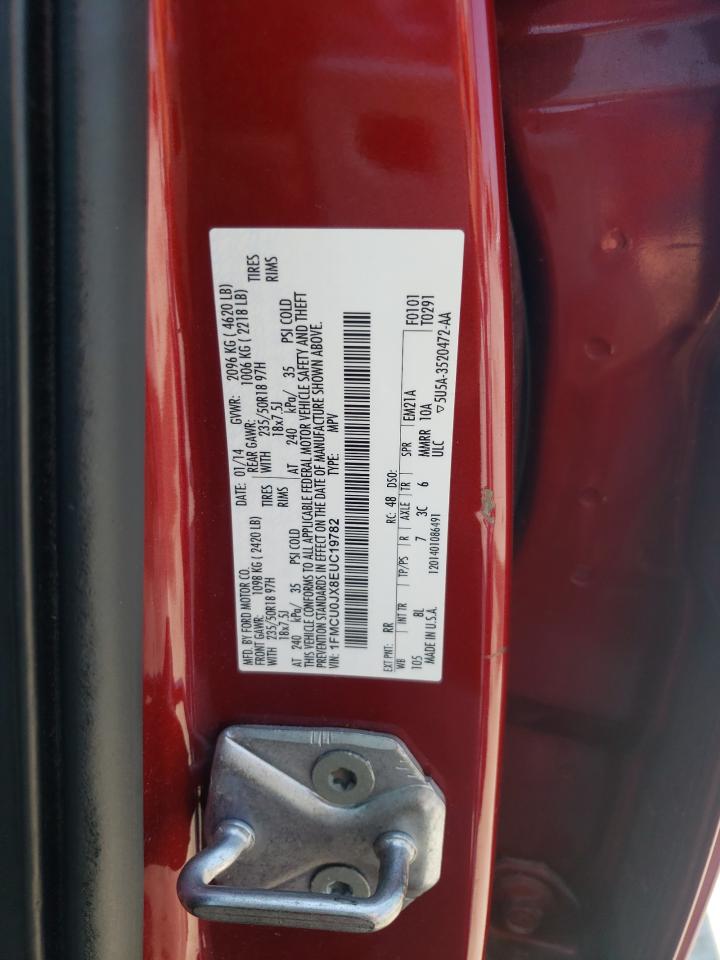 MFD. BY FORD MOTOR CO.
DATE: 01/14 GVWR: 2096 KG ( 4620 LB)
FRONT GAWR: 1098 KG (2420 LB) REAR GAWR: 1006 KG ( 2218 LB)
WITH 235/50R18 97H TIRES WITH 235/50R18 97H TIRES
18x7.5J RIMS 18x7.5J RIMS
AT 240 kPa/ 35 PSI COLD AT 240 kPa/ 35 PSI COLD
THIS VEHICLE CONFORMS TO ALL APPLICABLE FEDERAL MOTOR VEHICLE SAFETY AND THEFT
PREVENTION STANDARDS IN EFFECT ON THE DATE OF MANUFACTURE SHOWN ABOVE.
VIN: 1FMCU0JX8EUC19782 TYPE: MPV
EXT PNT: RR RC: 48 DSO: F0101
WB INT TR TP/PS R AXLE TR SPR EM21A T0291
105 8L 7 3C 6 MMRR 10A
MADE IN U.S.A. 1201401086491 ULC ▽5U5A-3520472-AA